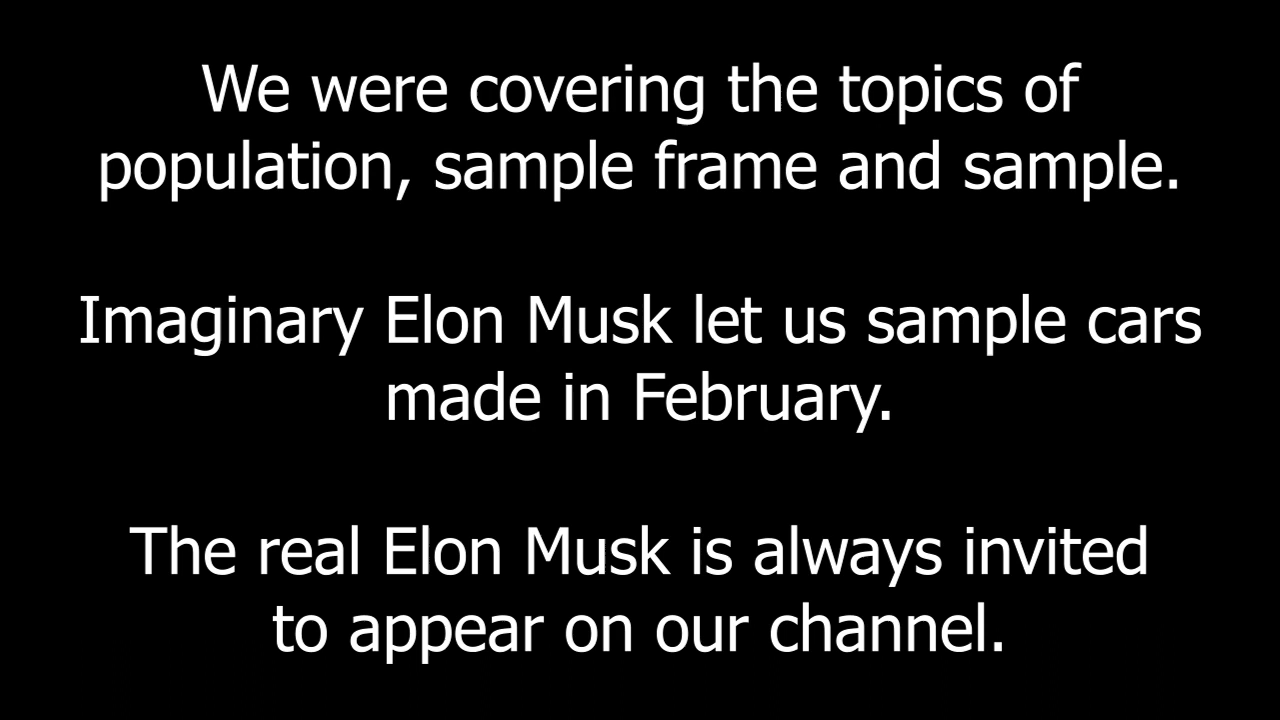 We were covering the topics of
population, sample frame and sample.
Imaginary Elon Musk let us sample cars
made in February.
The real Elon Musk is always invited
to appear on our channel.